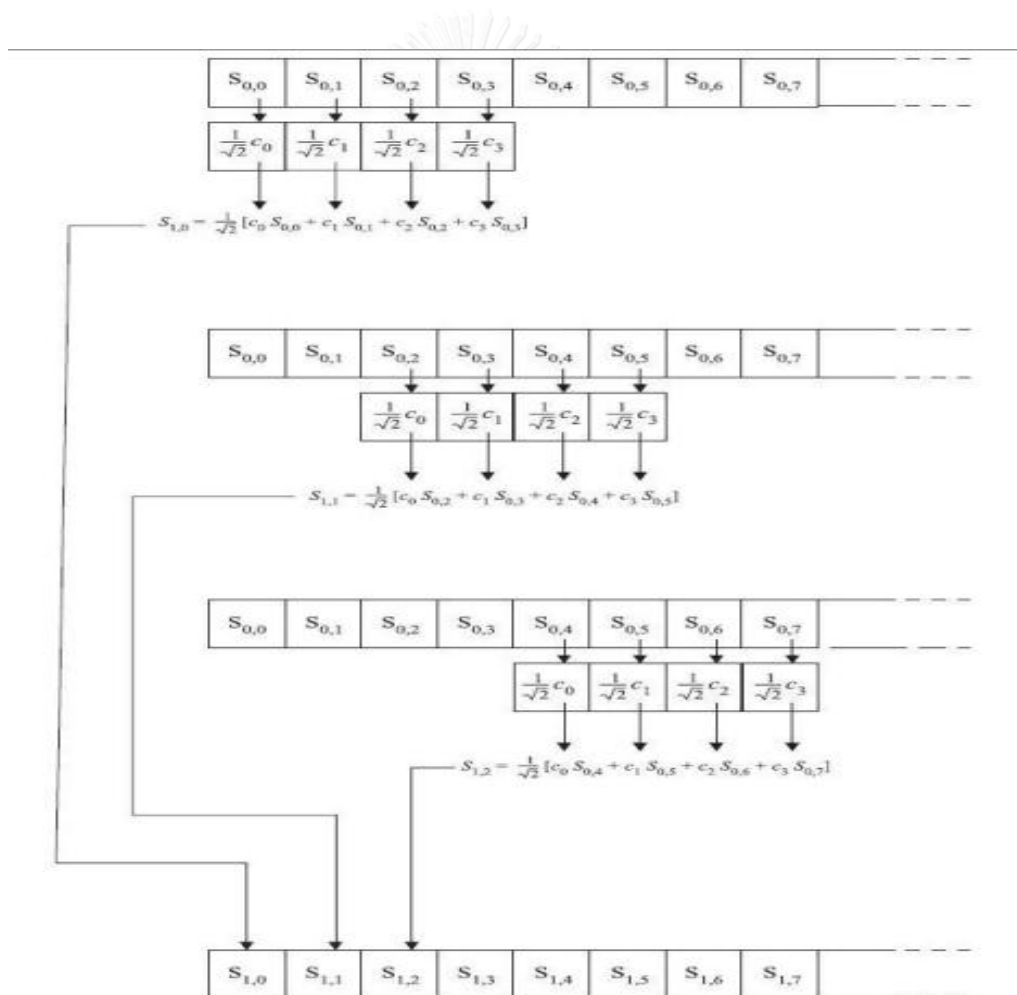 S0,0 S0,1 S0,2 S0,3 S0,4 S0,5 S0,6 S0,7
1/√2 c0 1/√2 c1 1/√2 c2 1/√2 c3
S1,0 = 1/√2 [c0 S0,0 + c1 S0,1 + c2 S0,2 + c3 S0,3]
S0,0 S0,1 S0,2 S0,3 S0,4 S0,5 S0,6 S0,7
1/√2 c0 1/√2 c1 1/√2 c2 1/√2 c3
S1,1 = 1/√2 [c0 S0,2 + c1 S0,3 + c2 S0,4 + c3 S0,5]
S0,0 S0,1 S0,2 S0,3 S0,4 S0,5 S0,6 S0,7
1/√2 c0 1/√2 c1 1/√2 c2 1/√2 c3
S1,2 = 1/√2 [c0 S0,4 + c1 S0,5 + c2 S0,6 + c3 S0,7]
S1,0 S1,1 S1,2 S1,3 S1,4 S1,5 S1,6 S1,7